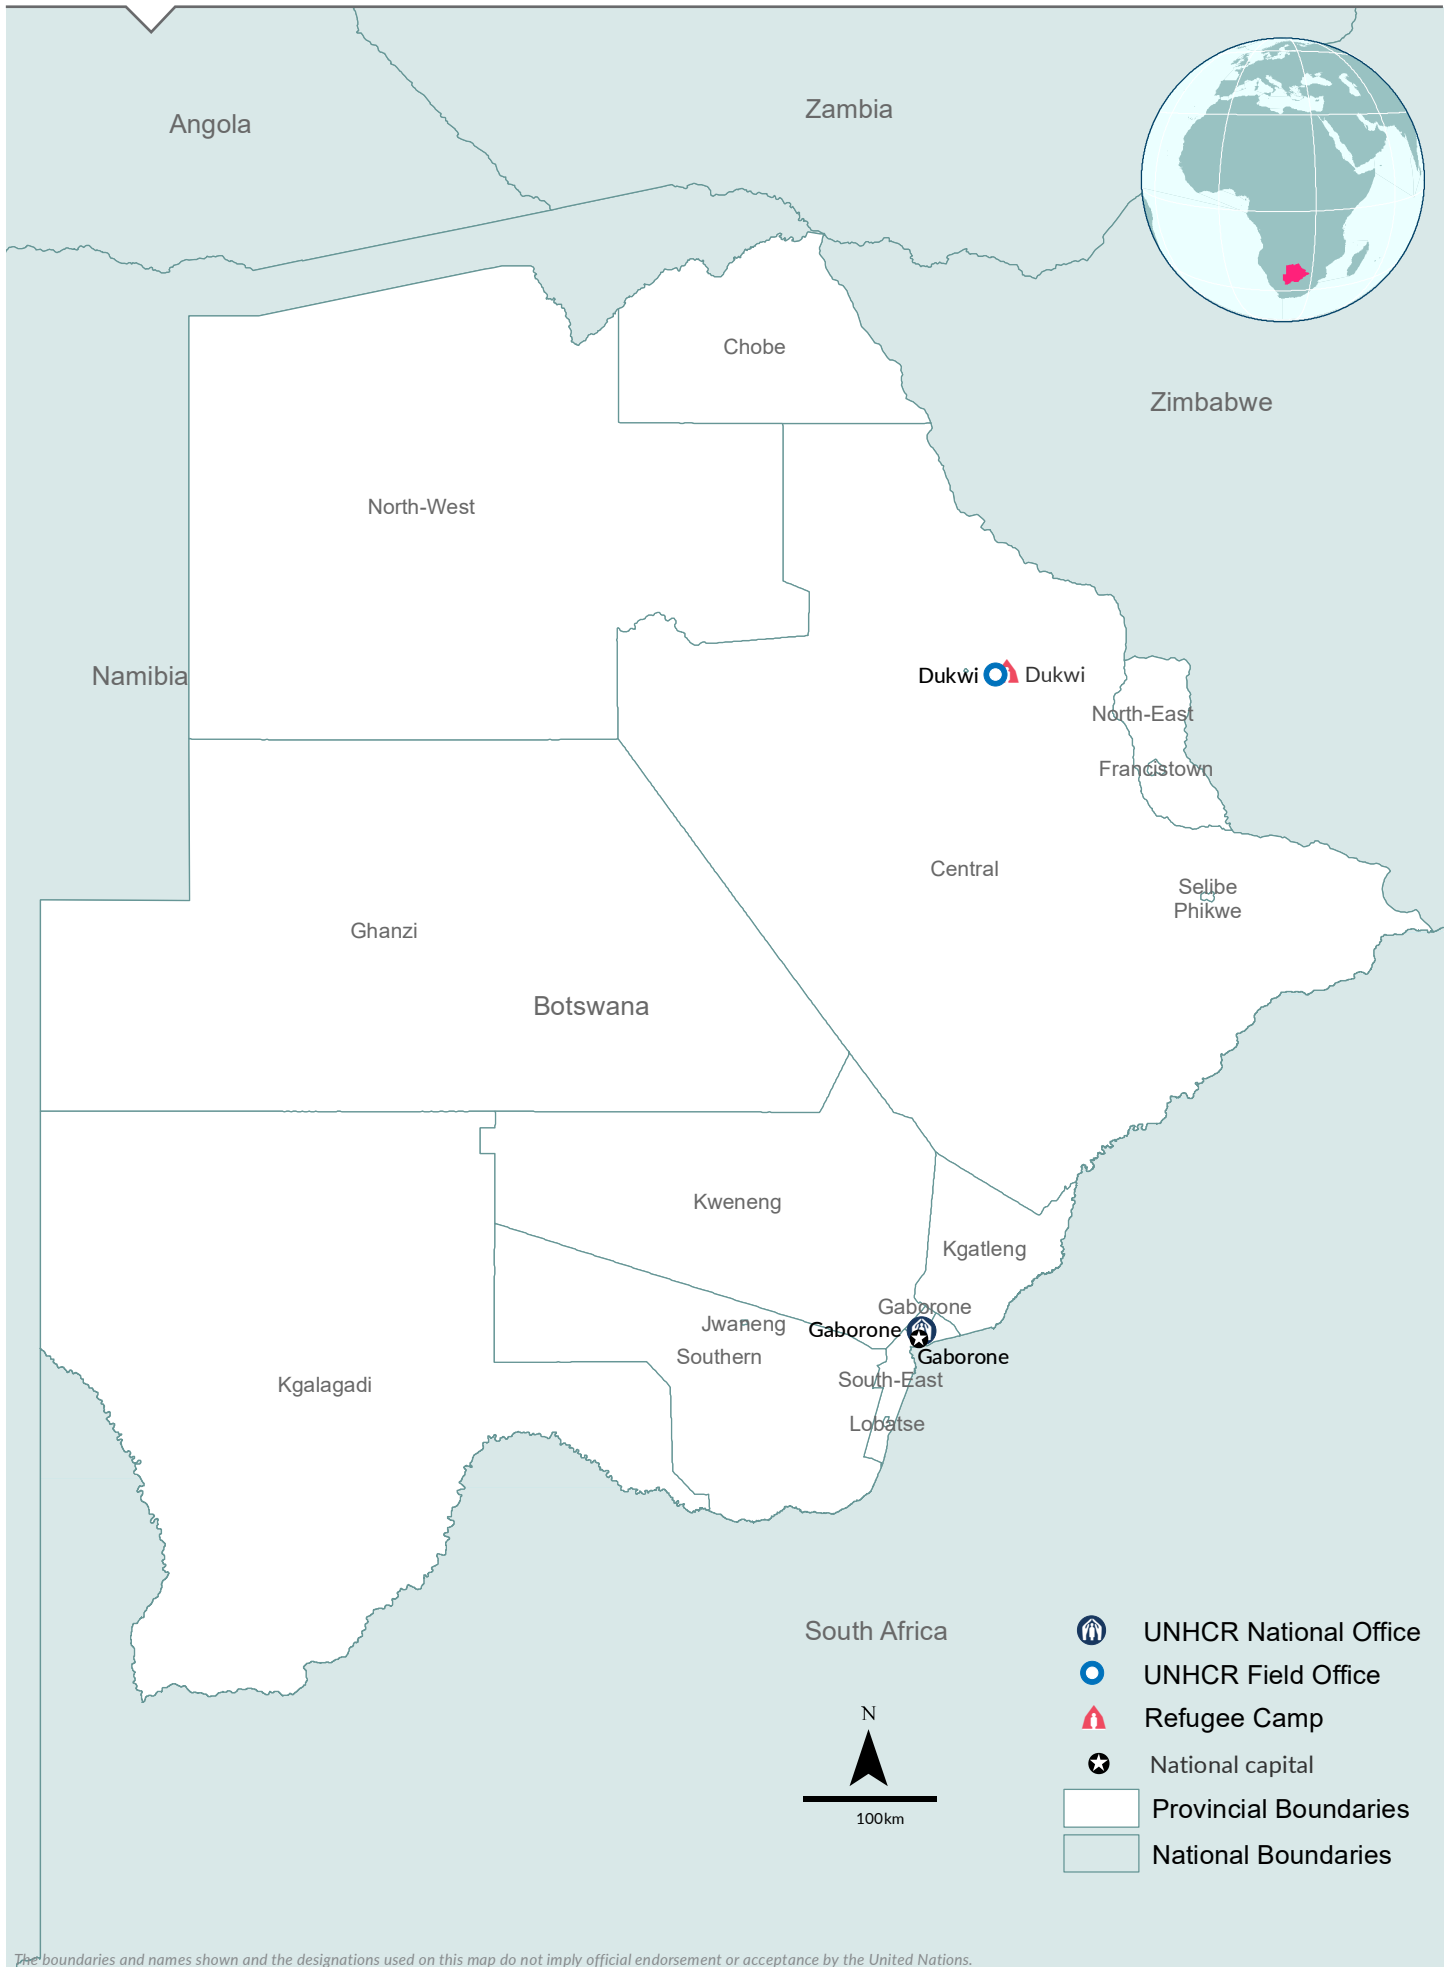 Angola
Zambia
Chobe
Zimbabwe
North-West
Namibia
Dukwi
Dukwi
North-East
Francistown
Central
Selibe
Phikwe
Ghanzi
Botswana
Kweneng
Kgatleng
Gaborone
Jwaneng
Gaborone
Southern
Gaborone
South-East
Kgalagadi
Lobatse
South Africa
UNHCR National Office
UNHCR Field Office
Refugee Camp
N
National capital
100km
Provincial Boundaries
National Boundaries
The boundaries and names shown and the designations used on this map do not imply official endorsement or acceptance by the United Nations.